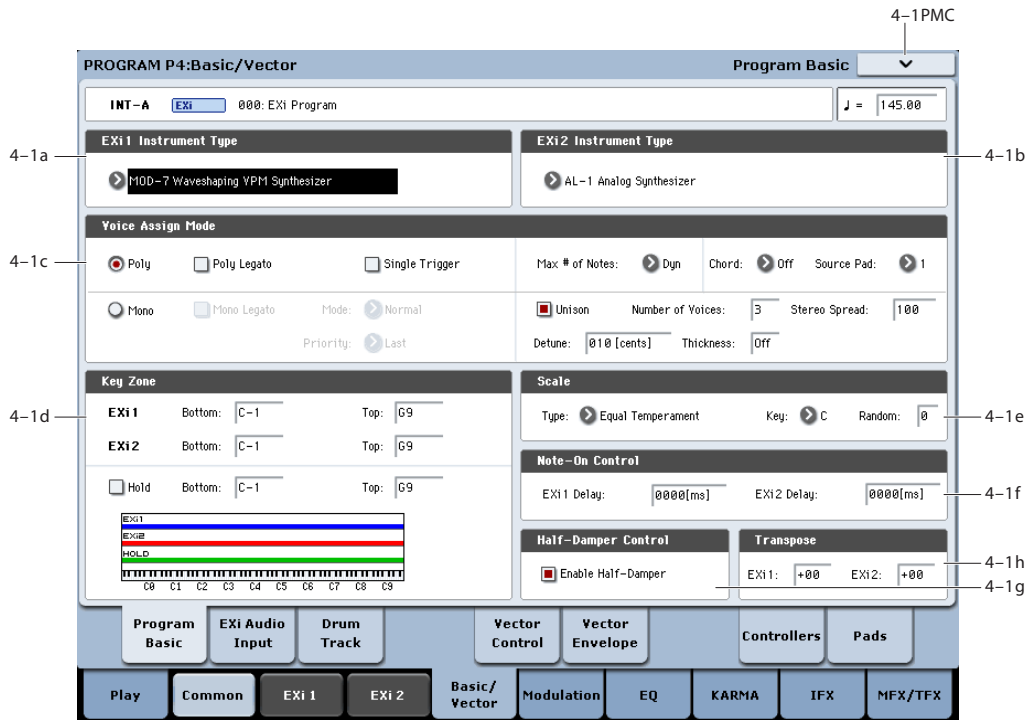 4–1PMC
PROGRAM P4:Basic/Vector Program Basic
INT-A EXi 000: EXi Program ♩ = 145.00
EXi1 Instrument Type EXi2 Instrument Type
4–1a 4–1b
MOD-7 Waveshaping VPM Synthesizer AL-1 Analog Synthesizer
Voice Assign Mode
4–1c Poly Poly Legato Single Trigger Max # of Notes: Dyn Chord: Off Source Pad: 1
Mono Mono Legato Mode: Normal Unison Number of Voices: 3 Stereo Spread: 100
Priority: Last Detune: 010 [cents] Thickness: Off
Key Zone Scale
4–1d EXi1 Bottom: C-1 Top: G9 Type: Equal Temperament Key: C Random: 0 4–1e
EXi2 Bottom: C-1 Top: G9
Note-On Control
Hold Bottom: C-1 Top: G9 EXi1 Delay: 0000[ms] EXi2 Delay: 0000[ms] 4–1f
EXi1
EXi2
HOLD
C0 C1 C2 C3 C4 C5 C6 C7 C8 C9
Half-Damper Control Transpose
Enable Half-Damper EXi1: +00 EXi2: +00 4–1h
4–1g
Program Basic EXi Audio Input Drum Track Vector Control Vector Envelope Controllers Pads
Play Common EXi 1 EXi 2 Basic/Vector Modulation EQ KARMA IFX MFX/TFX